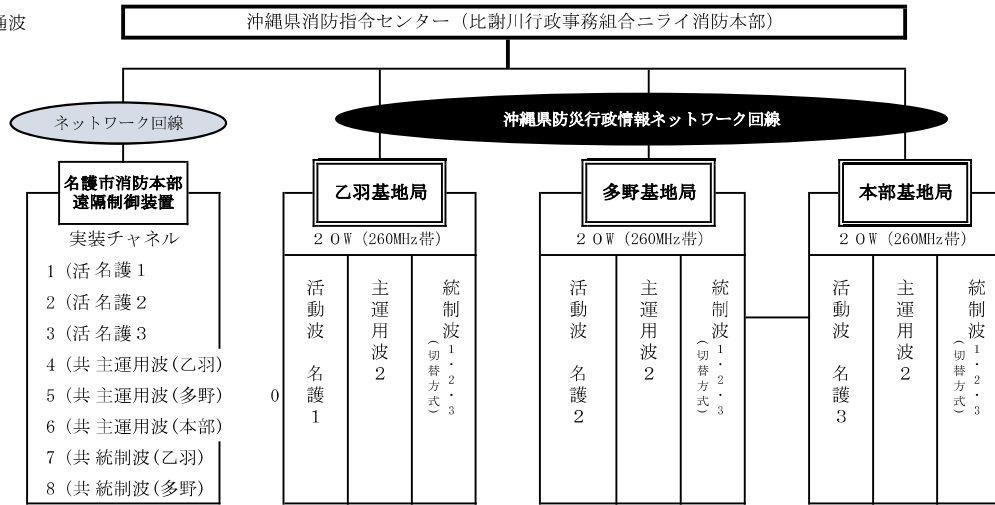 通波
沖縄県消防指令センター（比謝川行政事務組合ニライ消防本部）
ネットワーク回線
沖縄県防災行政情報ネットワーク回線
名護市消防本部
遠隔制御装置
実装チャネル
1 (活 名護１
2 (活 名護２
3 (活 名護３
4 (共 主運用波(乙羽)
5 (共 主運用波(多野)
6 (共 主運用波(本部)
7 (共 統制波(乙羽)
8 (共 統制波(多野)
0
乙羽基地局
２０Ｗ（260MHz帯）
活動波　名護１
主運用波２
統制波１・２・３
（切替方式）
多野基地局
２０Ｗ（260MHz帯）
活動波　名護２
主運用波２
統制波１・２・３
（切替方式）
本部基地局
２０Ｗ（260MHz帯）
活動波　名護３
主運用波２
統制波１・２・３
（切替方式）